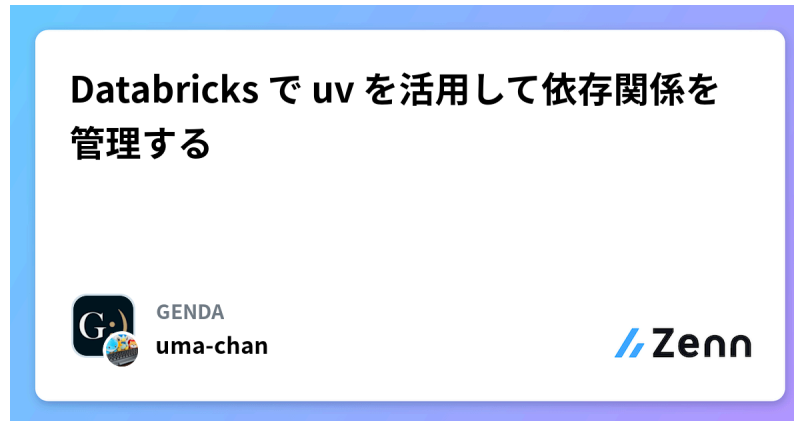 Databricks で uv を活用して依存関係を
管理する
G
GENDA
uma-chan
Zenn